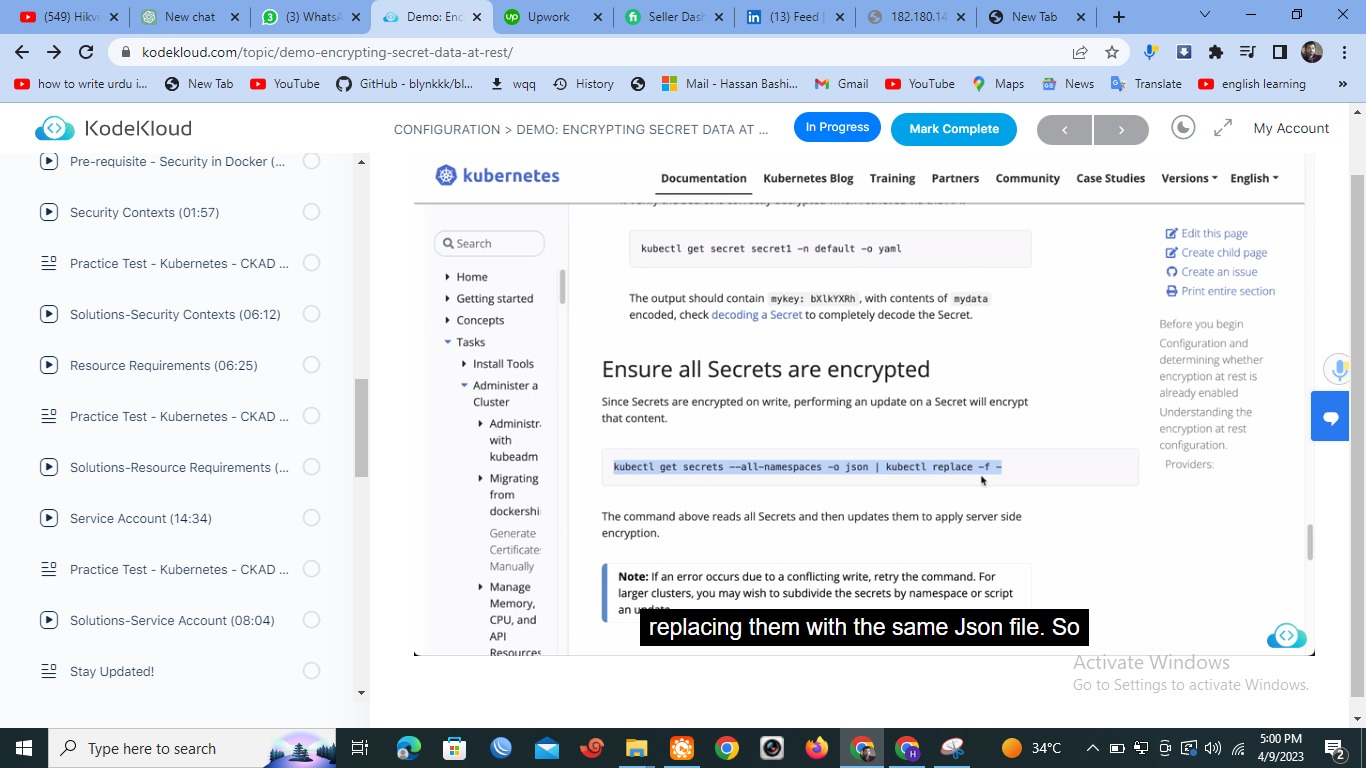 (549) K
New chat
(3) WhatsA
Demo: Enc
Upwork
Seller Dash
(13) Feed |
182.180.14
New Tab
kodekloud.com/topic/demo-encrypting-secret-data-at-rest/
how to write urdu i...
New Tab
YouTube
GitHub - blynkkk/bl...
wqq
History
Mail - Hassan Bashi...
Gmail
YouTube
Maps
News
Translate
english learning
»
KodeKloud
CONFIGURATION > DEMO: ENCRYPTING SECRET DATA AT ...
In Progress
Mark Complete
<
>
My Account
Pre-requisite - Security in Docker (...
Security Contexts (01:57)
Practice Test - Kubernetes - CKAD ...
Solutions-Security Contexts (06:12)
Resource Requirements (06:25)
Practice Test - Kubernetes - CKAD ...
Solutions-Resource Requirements (...
Service Account (14:34)
Practice Test - Kubernetes - CKAD ...
Solutions-Service Account (08:04)
Stay Updated!
kubernetes
Documentation
Kubernetes Blog
Training
Partners
Community
Case Studies
Versions
English
Search
Home
Getting started
Concepts
Tasks
Install Tools
Administer a
Cluster
Administra
with
kubeadm
Migrating
from
dockershi
Generate
Certificates
Manually
Manage
Memory,
CPU, and
API
Resources
kubectl get secret secret1 -n default -o yaml
The output should contain mykey: bXlkYXRh, with contents of mydata
encoded, check decoding a Secret to completely decode the Secret.
Ensure all Secrets are encrypted
Since Secrets are encrypted on write, performing an update on a Secret will encrypt
that content.
kubectl get secrets --all-namespaces -o json | kubectl replace -f -
The command above reads all Secrets and then updates them to apply server side
encryption.
Note: If an error occurs due to a conflicting write, retry the command. For
larger clusters, you may wish to subdivide the secrets by namespace or script
an update.
replacing them with the same Json file. So
Edit this page
Create child page
Create an issue
Print entire section
Before you begin
Configuration and
determining whether
encryption at rest is
already enabled
Understanding the
encryption at rest
configuration.
Providers:
Activate Windows
Go to Settings to activate Windows.
Type here to search
34°C
5:00 PM
4/9/2023
2